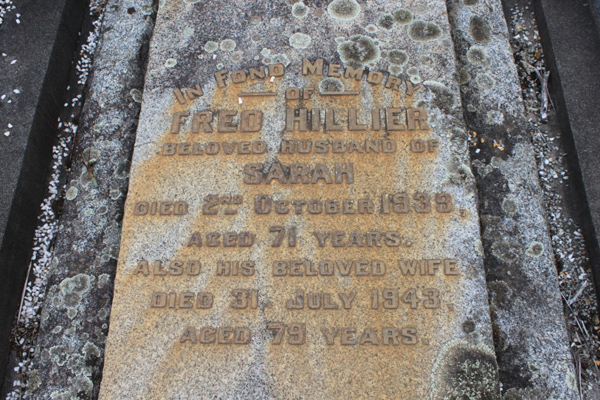 IN FOND MEMORY
OF
FRED HILLIER
BELOVED HUSBAND OF
SARAH
DIED 2ND OCTOBER 1939.
AGED 71 YEARS.
ALSO HIS BELOVED WIFE
DIED 31. JULY 1943.
AGED 79 YEARS.